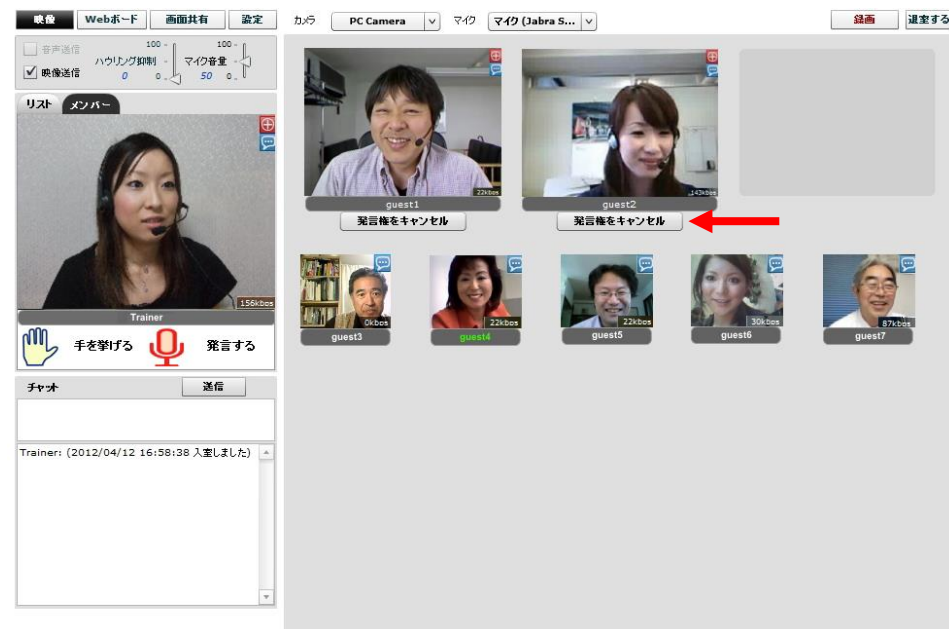 映像 Webボード 画面共有 設定 カメラ PC Camera マイク マイク (Jabra S... 録画 退室する
音声送信
映像送信
ハウリング抑制
0
100
0
マイク音量
50
100
0
リスト メンバー
156kbps
Trainer
手を挙げる 発言する
チャット 送信
Trainer: (2012/04/12 16:58:38 入室しました)
22kbps
guest1
発言権をキャンセル
143kbps
guest2
発言権をキャンセル
0kbps
guest3
22kbps
guest4
22kbps
guest5
30kbps
guest6
87kbps
guest7